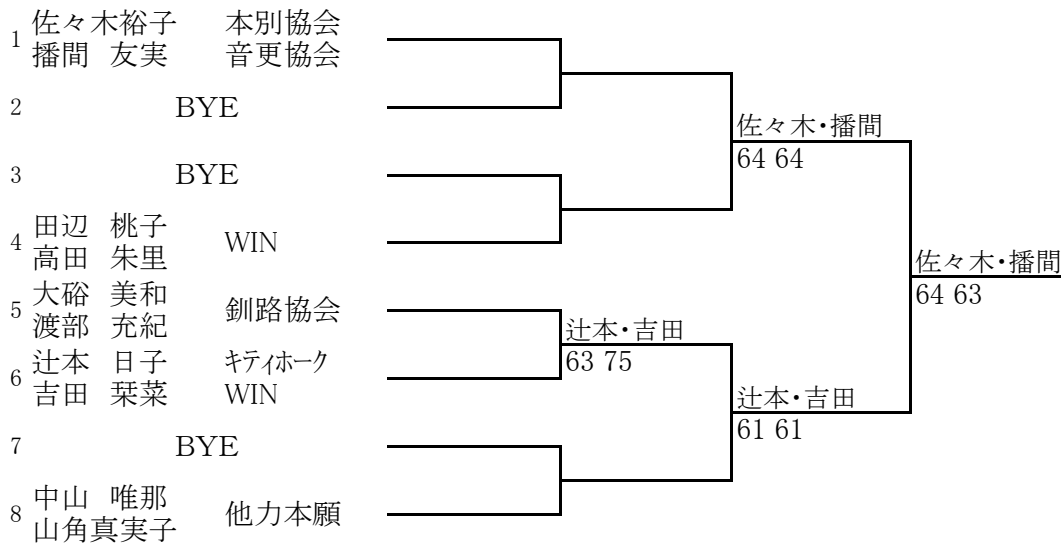 1 佐々木裕子 本別協会
播間 友実 音更協会
2 BYE
3 BYE
4 田辺 桃子 WIN
高田 朱里
5 大硲 美和 釧路協会
渡部 充紀
6 辻本 日子 キティホーク
吉田 栞菜 WIN
7 BYE
8 中山 唯那 他力本願
山角真実子
辻本・吉田
63 75
佐々木・播間
64 64
辻本・吉田
61 61
佐々木・播間
64 63